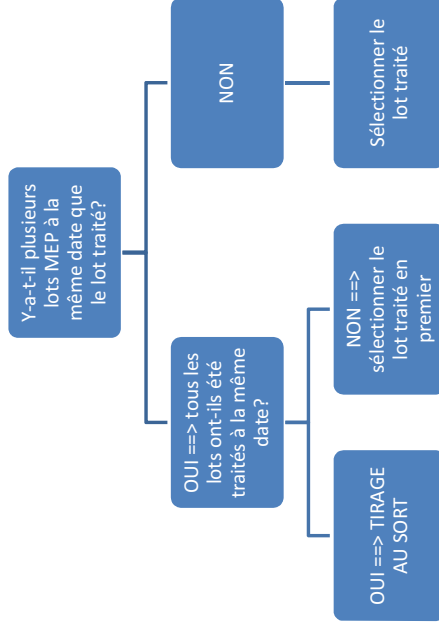 Y-a-t-il plusieurs
lots MEP à la
même date que
le lot traité?
OUI ==> tous les
lots ont-ils été
traités à la même
date?
NON
OUI ==> TIRAGE
AU SORT
NON ==>
sélectionner le
lot traité en
premier
Sélectionner le
lot traité